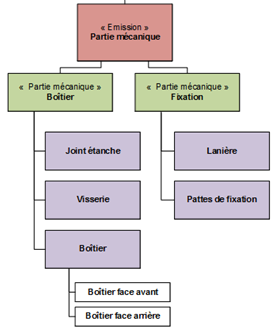 « Emission »
Partie mécanique
« Partie mécanique »
Boîtier
« Partie mécanique »
Fixation
Joint étanche
Lanière
Visserie
Pattes de fixation
Boîtier
Boîtier face avant
Boîtier face arrière